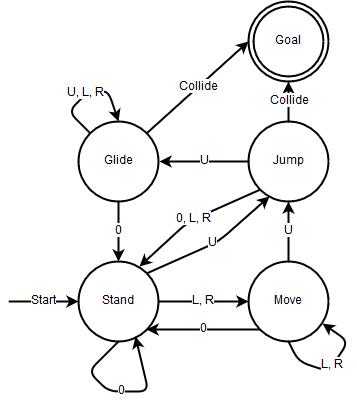 Goal
U, L, R
Collide
Collide
Glide
U
Jump
0
0, L, R
U
U
Start
Stand
L, R
Move
0
L, R
0